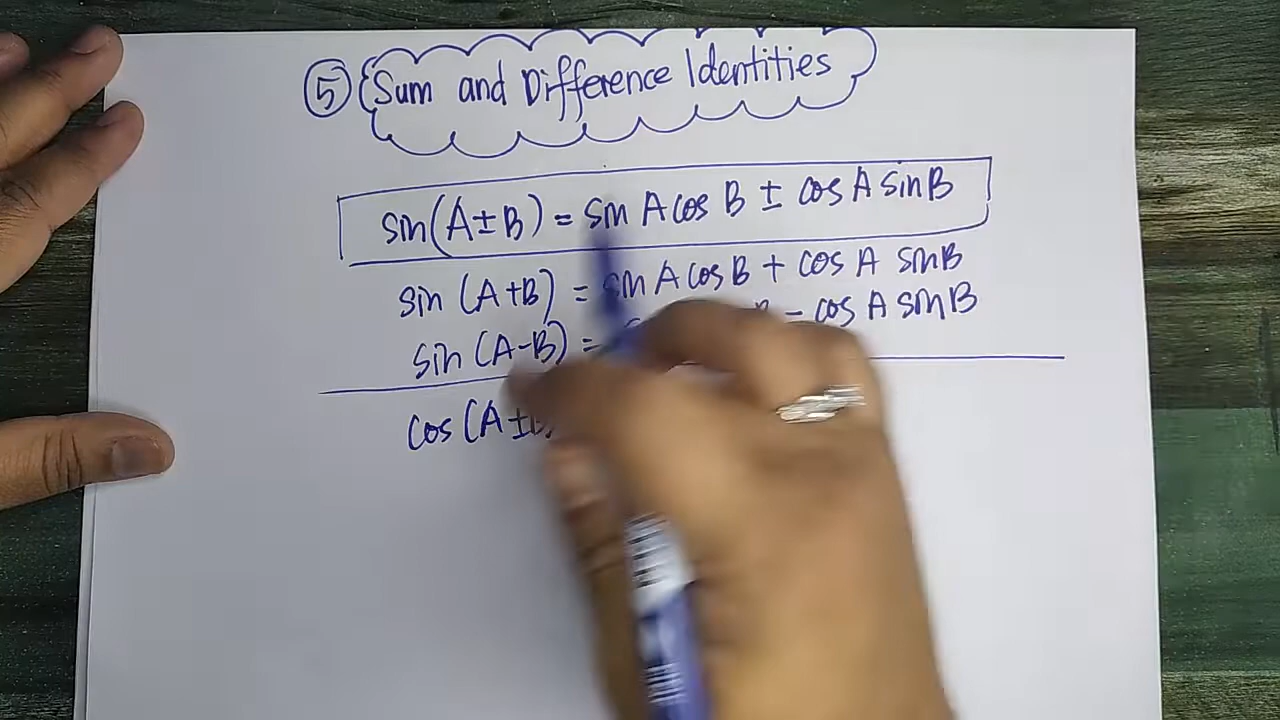 ⑤ Sum and Difference Identities
sin(A±B) = sin A cos B ± cos A sin B
sin (A+B) = sin A cos B + cos A sin B
sin (A-B) = - cos A sin B
cos (A±